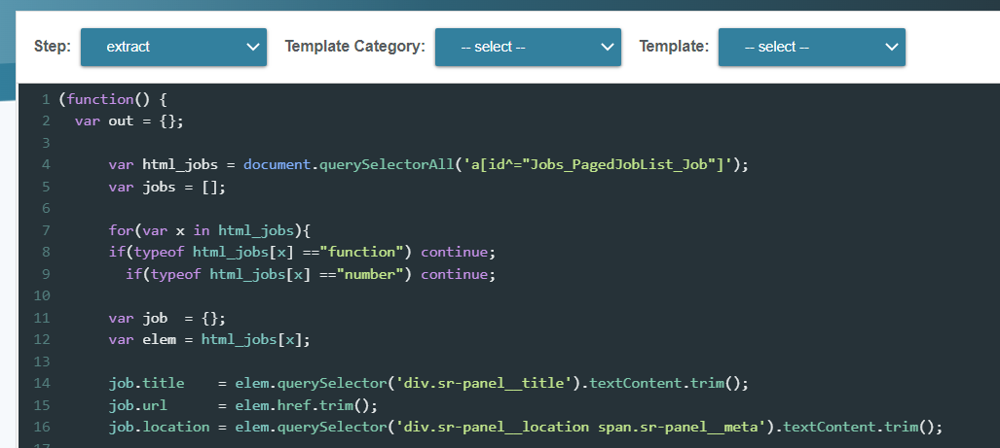 Step: extract Template Category: -- select -- Template: -- select --
1 (function() {
2   var out = {};
3
4       var html_jobs = document.querySelectorAll('a[id^="Jobs_PagedJobList_Job"]');
5       var jobs = [];
6
7       for(var x in html_jobs){
8       if(typeof html_jobs[x] =="function") continue;
9         if(typeof html_jobs[x] =="number") continue;
10
11       var job  = {};
12       var elem = html_jobs[x];
13
14       job.title    = elem.querySelector('div.sr-panel__title').textContent.trim();
15       job.url      = elem.href.trim();
16       job.location = elem.querySelector('div.sr-panel__location span.sr-panel__meta').textContent.trim();
17